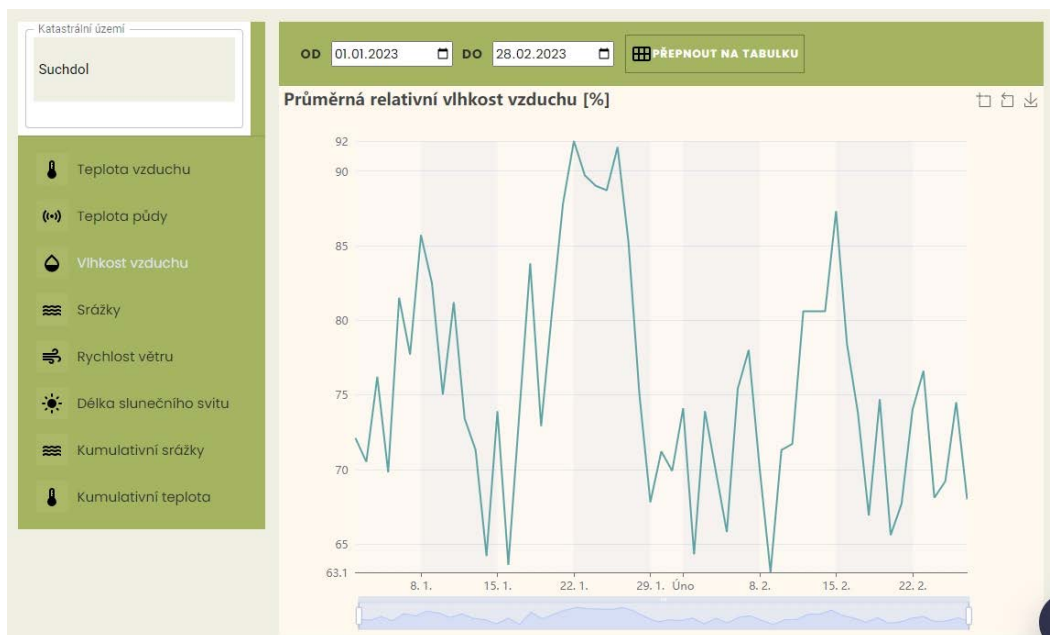 Katastrální území
Suchdol
Teplota vzduchu
Teplota půdy
Vlhkost vzduchu
Srážky
Rychlost větru
Délka slunečního svitu
Kumulativní srážky
Kumulativní teplota
OD 01.01.2023 DO 28.02.2023 PŘEPNOUT NA TABULKU
Průměrná relativní vlhkost vzduchu [%]
92
90
85
80
75
70
65
63.1
8. 1. 15. 1. 22. 1. 29. 1. Úno 8. 2. 15. 2. 22. 2.